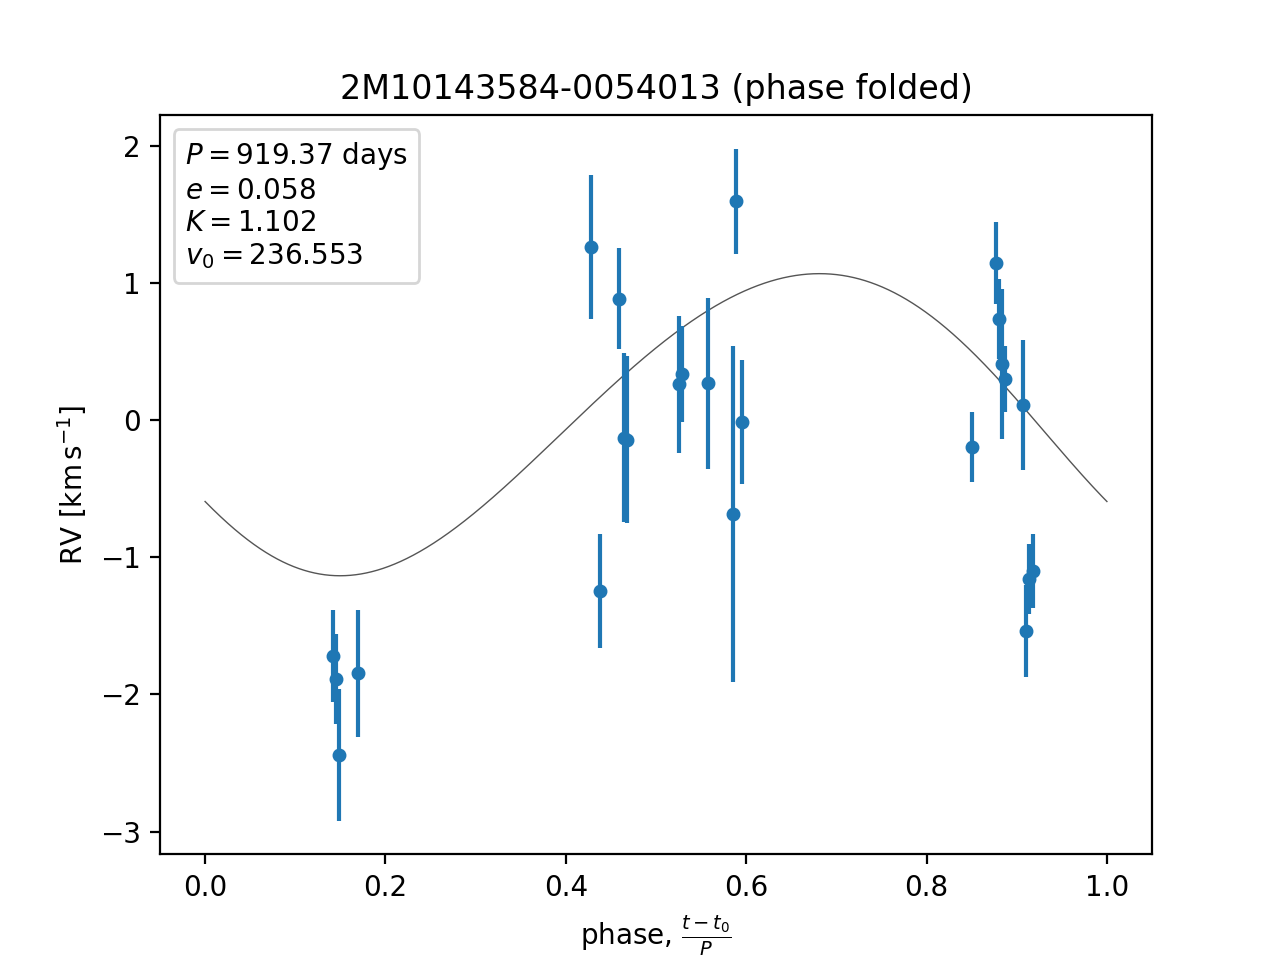 2M10143584-0054013 (phase folded)
P = 919.37 days
e = 0.058
K = 1.102
v₀ = 236.553
RV [km s⁻¹]
2
1
0
−1
−2
−3
0.0 0.2 0.4 0.6 0.8 1.0
phase, (t − t₀)/P